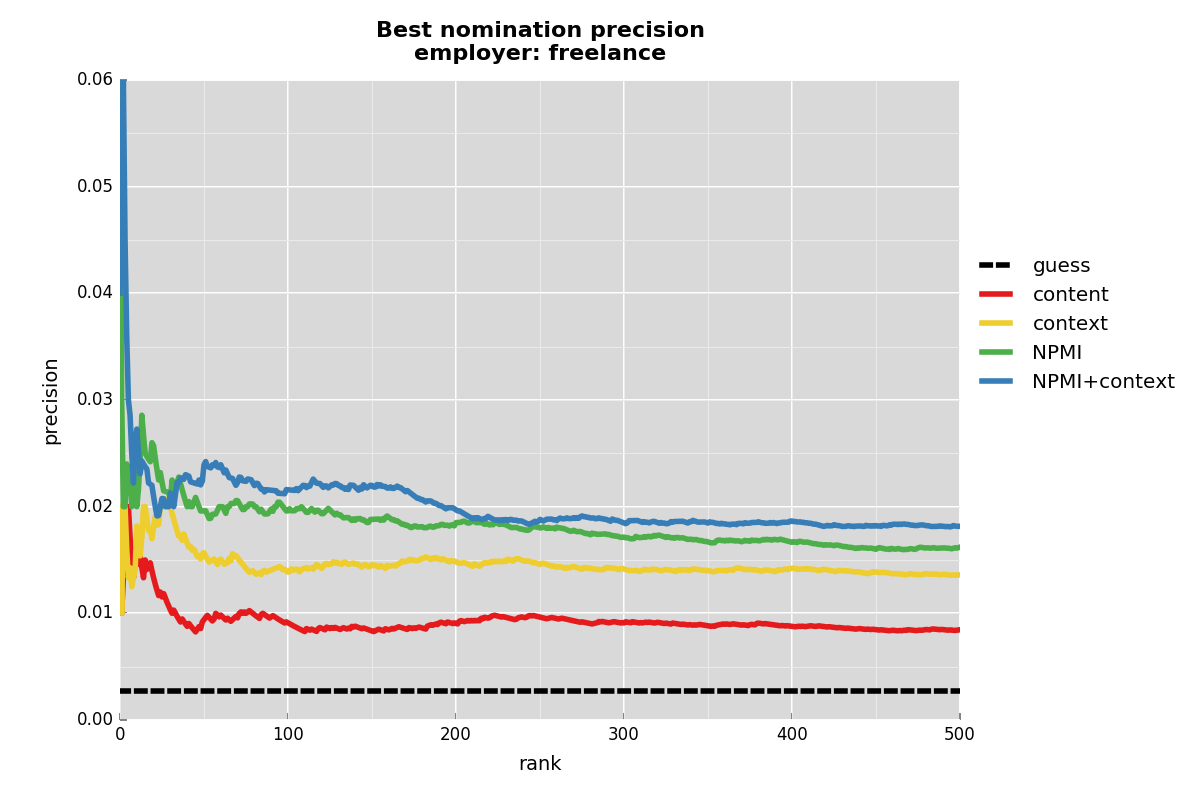 Best nomination precision
employer: freelance
0.06
0.05
0.04
0.03
0.02
0.01
0.00
precision
0 100 200 300 400 500
rank
guess
content
context
NPMI
NPMI+context